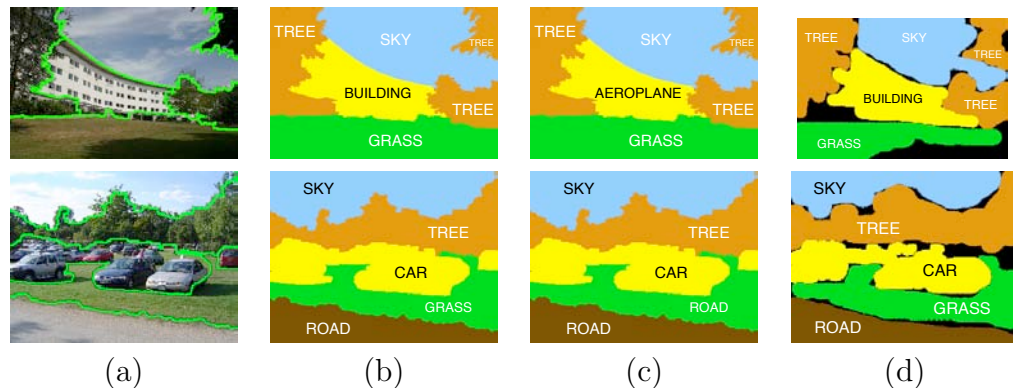 TREE
SKY
TREE
BUILDING
TREE
GRASS
TREE
SKY
TREE
AEROPLANE
TREE
GRASS
TREE
SKY
TREE
BUILDING
TREE
GRASS
SKY
TREE
CAR
GRASS
ROAD
SKY
TREE
CAR
ROAD
ROAD
SKY
TREE
CAR
GRASS
ROAD
(a) (b) (c) (d)